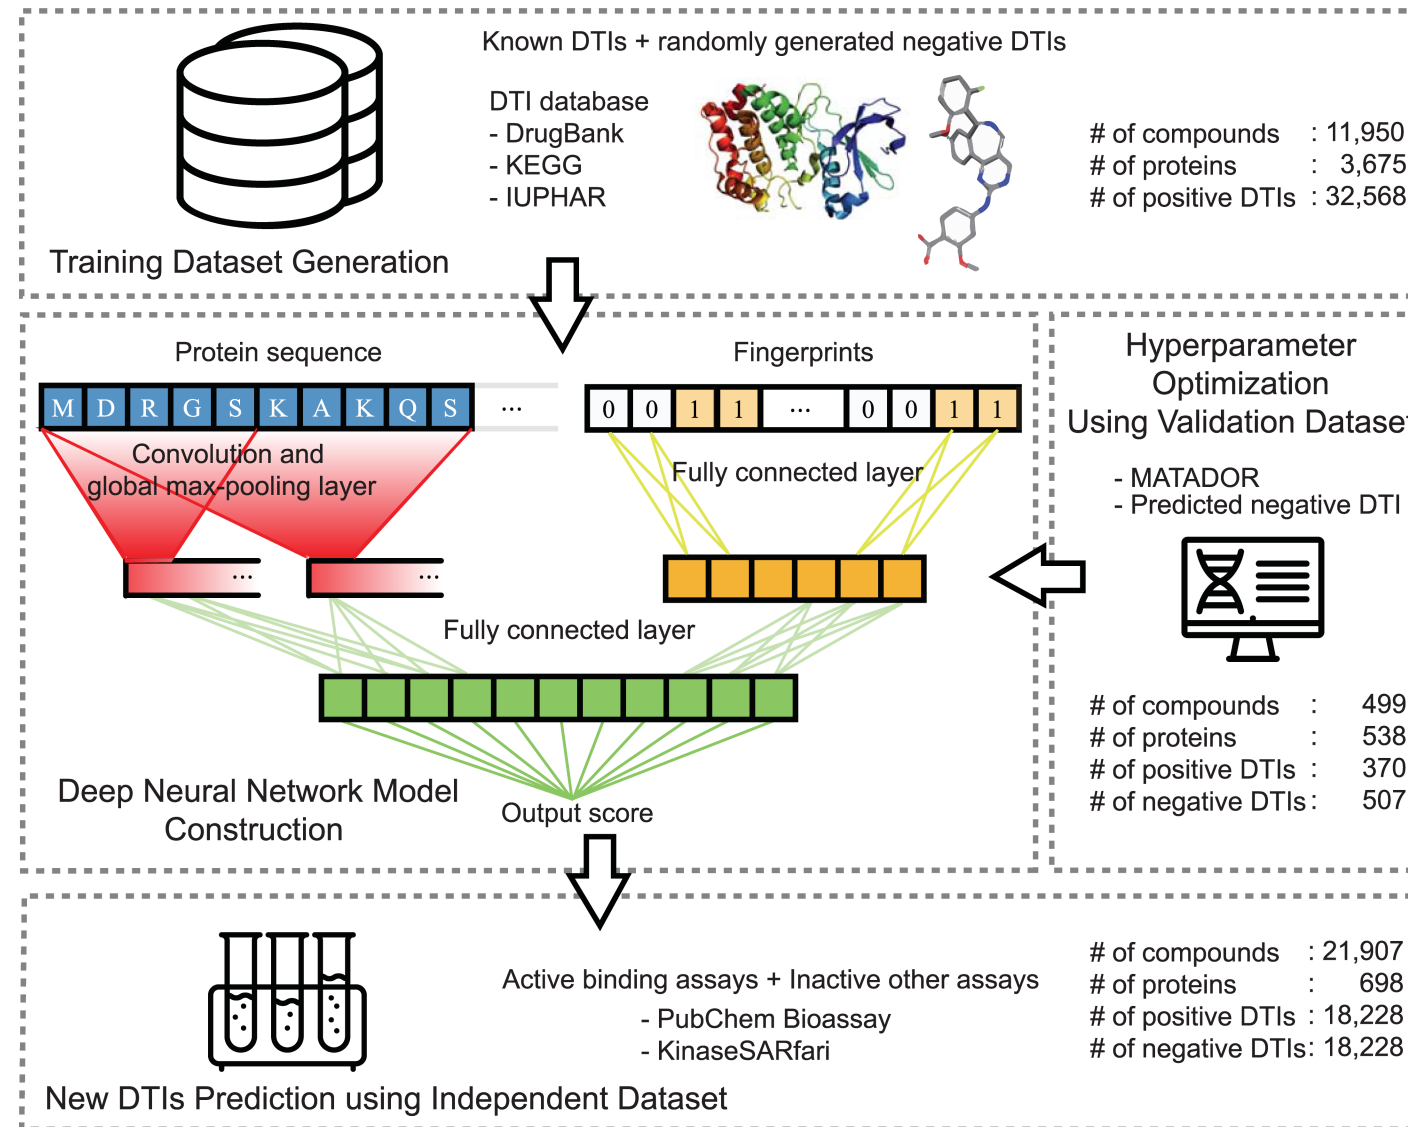 Known DTIs + randomly generated negative DTIs
DTI database
- DrugBank
- KEGG
- IUPHAR
# of compounds : 11,950
# of proteins : 3,675
# of positive DTIs : 32,568
Training Dataset Generation
Protein sequence
Fingerprints
M D R G S K A K Q S ...
0 0 1 1 ... 0 0 1 1
Convolution and
global max-pooling layer
Fully connected layer
... ...
Fully connected layer
Output score
Deep Neural Network Model
Construction
Hyperparameter
Optimization
Using Validation Dataset
- MATADOR
- Predicted negative DTI
# of compounds : 499
# of proteins : 538
# of positive DTIs : 370
# of negative DTIs : 507
Active binding assays + Inactive other assays
- PubChem Bioassay
- KinaseSARfari
# of compounds : 21,907
# of proteins : 698
# of positive DTIs : 18,228
# of negative DTIs: 18,228
New DTIs Prediction using Independent Dataset